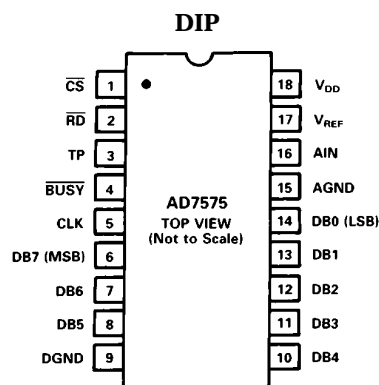 DIP
CS 1 18 VDD
RD 2 17 VREF
TP 3 16 AIN
BUSY 4 15 AGND
CLK 5 14 DB0 (LSB)
DB7 (MSB) 6 13 DB1
DB6 7 12 DB2
DB5 8 11 DB3
DGND 9 10 DB4
AD7575
TOP VIEW
(Not to Scale)